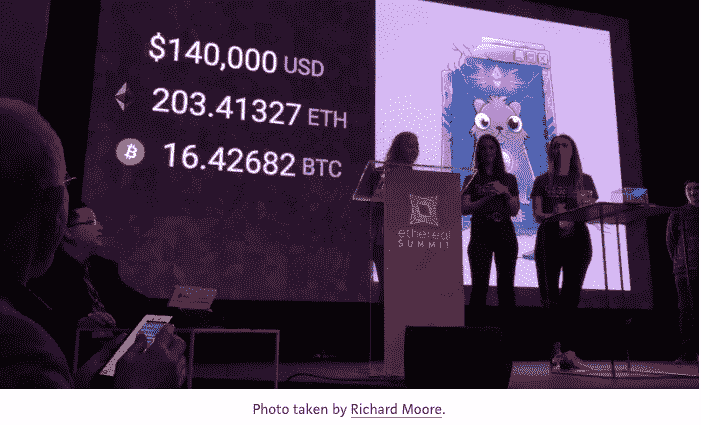 $140,000 USD
203.41327 ETH
16.42682 BTC
ethereal
SUMMIT
Photo taken by Richard Moore.